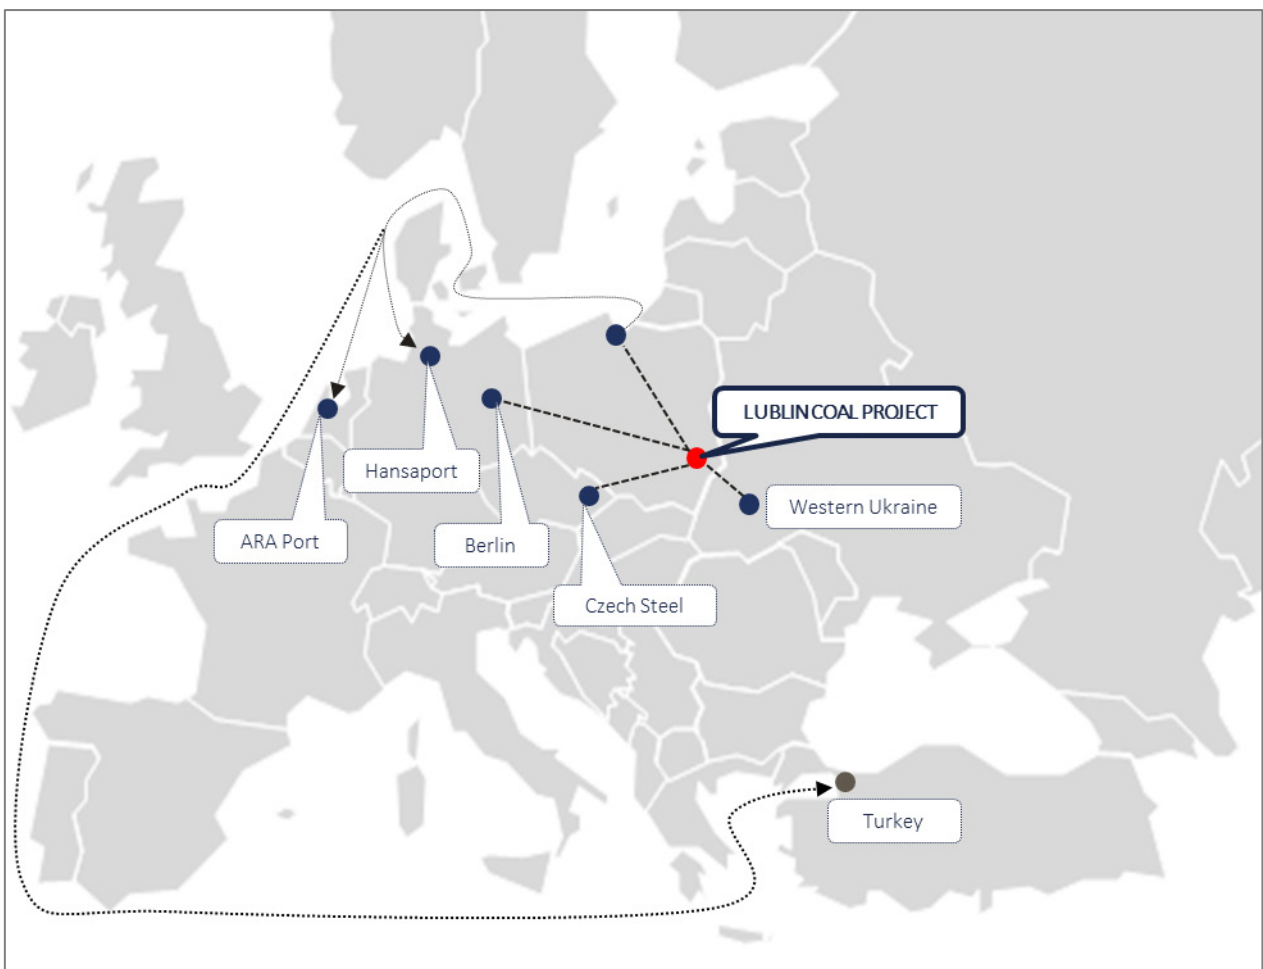 LUBLIN COAL PROJECT
Hansaport
Western Ukraine
ARA Port
Berlin
Czech Steel
Turkey